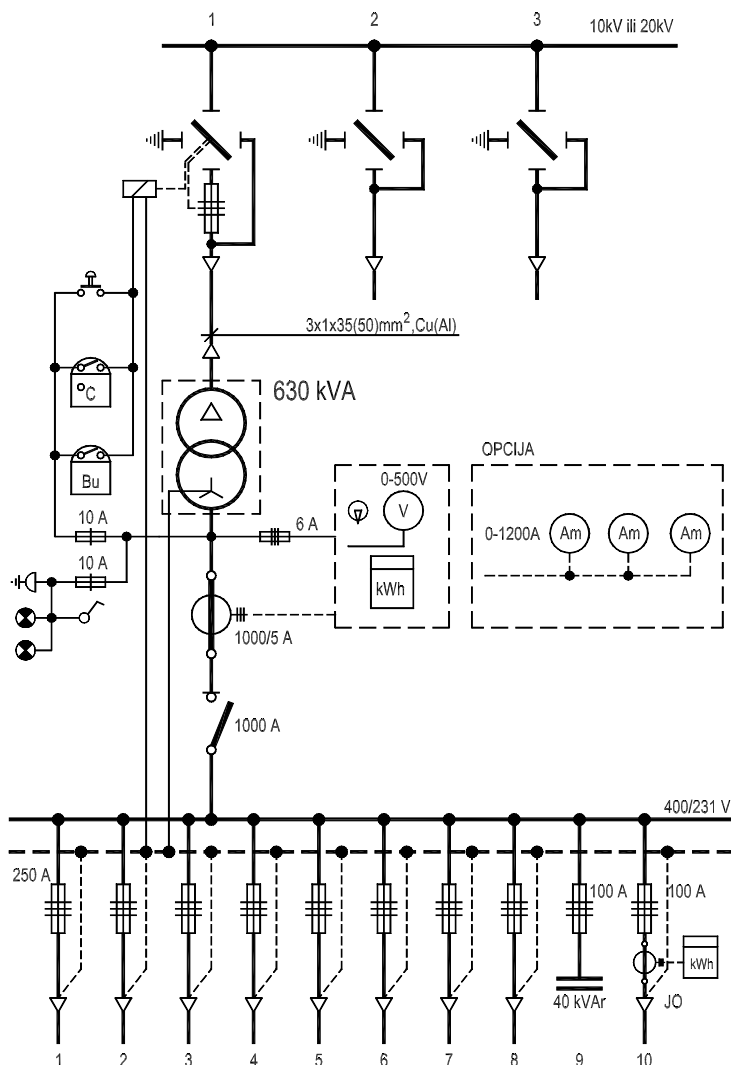 1 2 3
10kV ili 20kV
3x1x35(50)mm²,Cu(Al)
°C
630 kVA
Bu
OPCIJA
0-500V
V
0-1200A Am Am Am
10 A
6 A
10 A
kWh
1000/5 A
1000 A
400/231 V
250 A
100 A 100 A
kWh
40 kVAr
JO
1 2 3 4 5 6 7 8 9 10